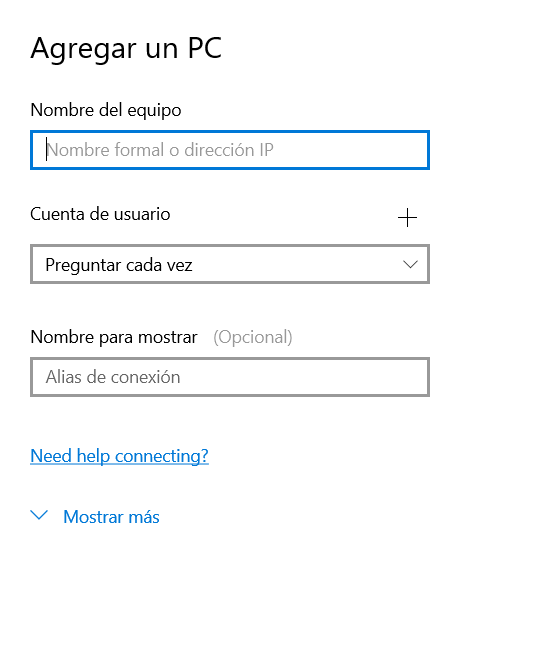 Agregar un PC
Nombre del equipo
Nombre formal o dirección IP
Cuenta de usuario
Preguntar cada vez
Nombre para mostrar (Opcional)
Alias de conexión
Need help connecting?
Mostrar más